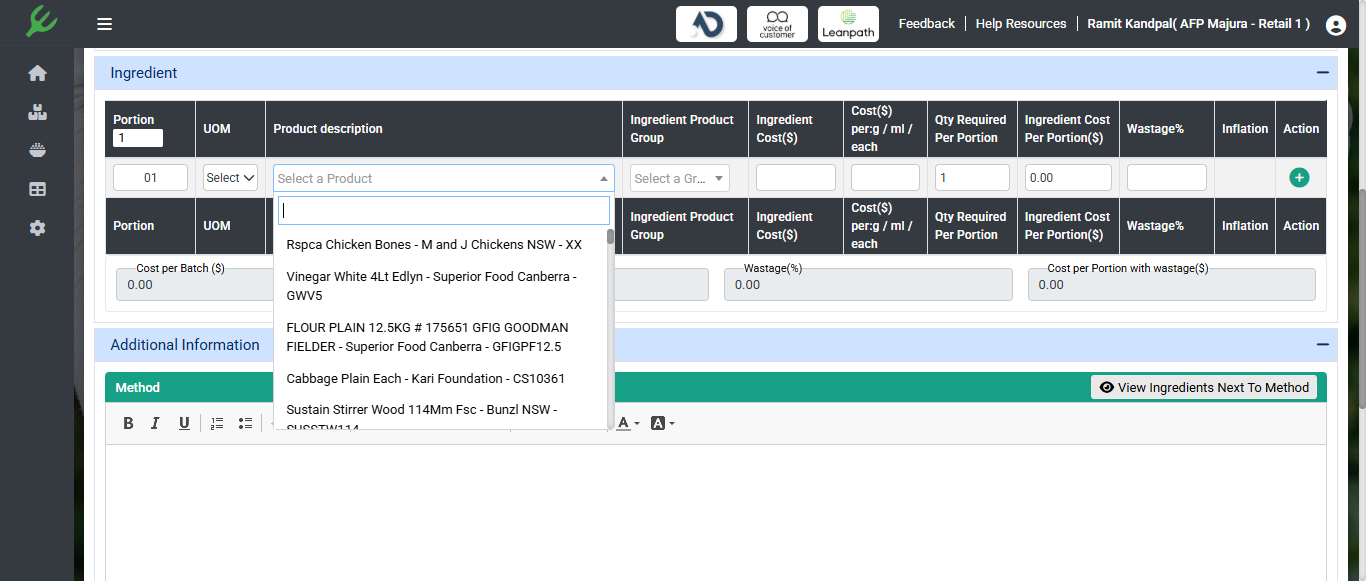 voice of
customer
Leanpath
Feedback
Help Resources
Ramit Kandpal( AFP Majura - Retail 1 )
Ingredient
Portion
1
UOM
Product description
Ingredient Product
Group
Ingredient
Cost($)
Cost($)
per:g / ml /
each
Qty Required
Per Portion
Ingredient Cost
Per Portion($)
Wastage%
Inflation
Action
01
Select
Select a Product
Select a Gr...
1
0.00
Portion
UOM
Ingredient Product
Group
Ingredient
Cost($)
Cost($)
per:g / ml /
each
Qty Required
Per Portion
Ingredient Cost
Per Portion($)
Wastage%
Inflation
Action
Rspca Chicken Bones - M and J Chickens NSW - XX
Vinegar White 4Lt Edlyn - Superior Food Canberra -
GWV5
FLOUR PLAIN 12.5KG # 175651 GFIG GOODMAN
FIELDER - Superior Food Canberra - GFIGPF12.5
Cabbage Plain Each - Kari Foundation - CS10361
Sustain Stirrer Wood 114Mm Fsc - Bunzl NSW -
SUSSTW114
Cost per Batch ($)
0.00
Wastage(%)
0.00
Cost per Portion with wastage($)
0.00
Additional Information
Method
View Ingredients Next To Method
B I U
A
A